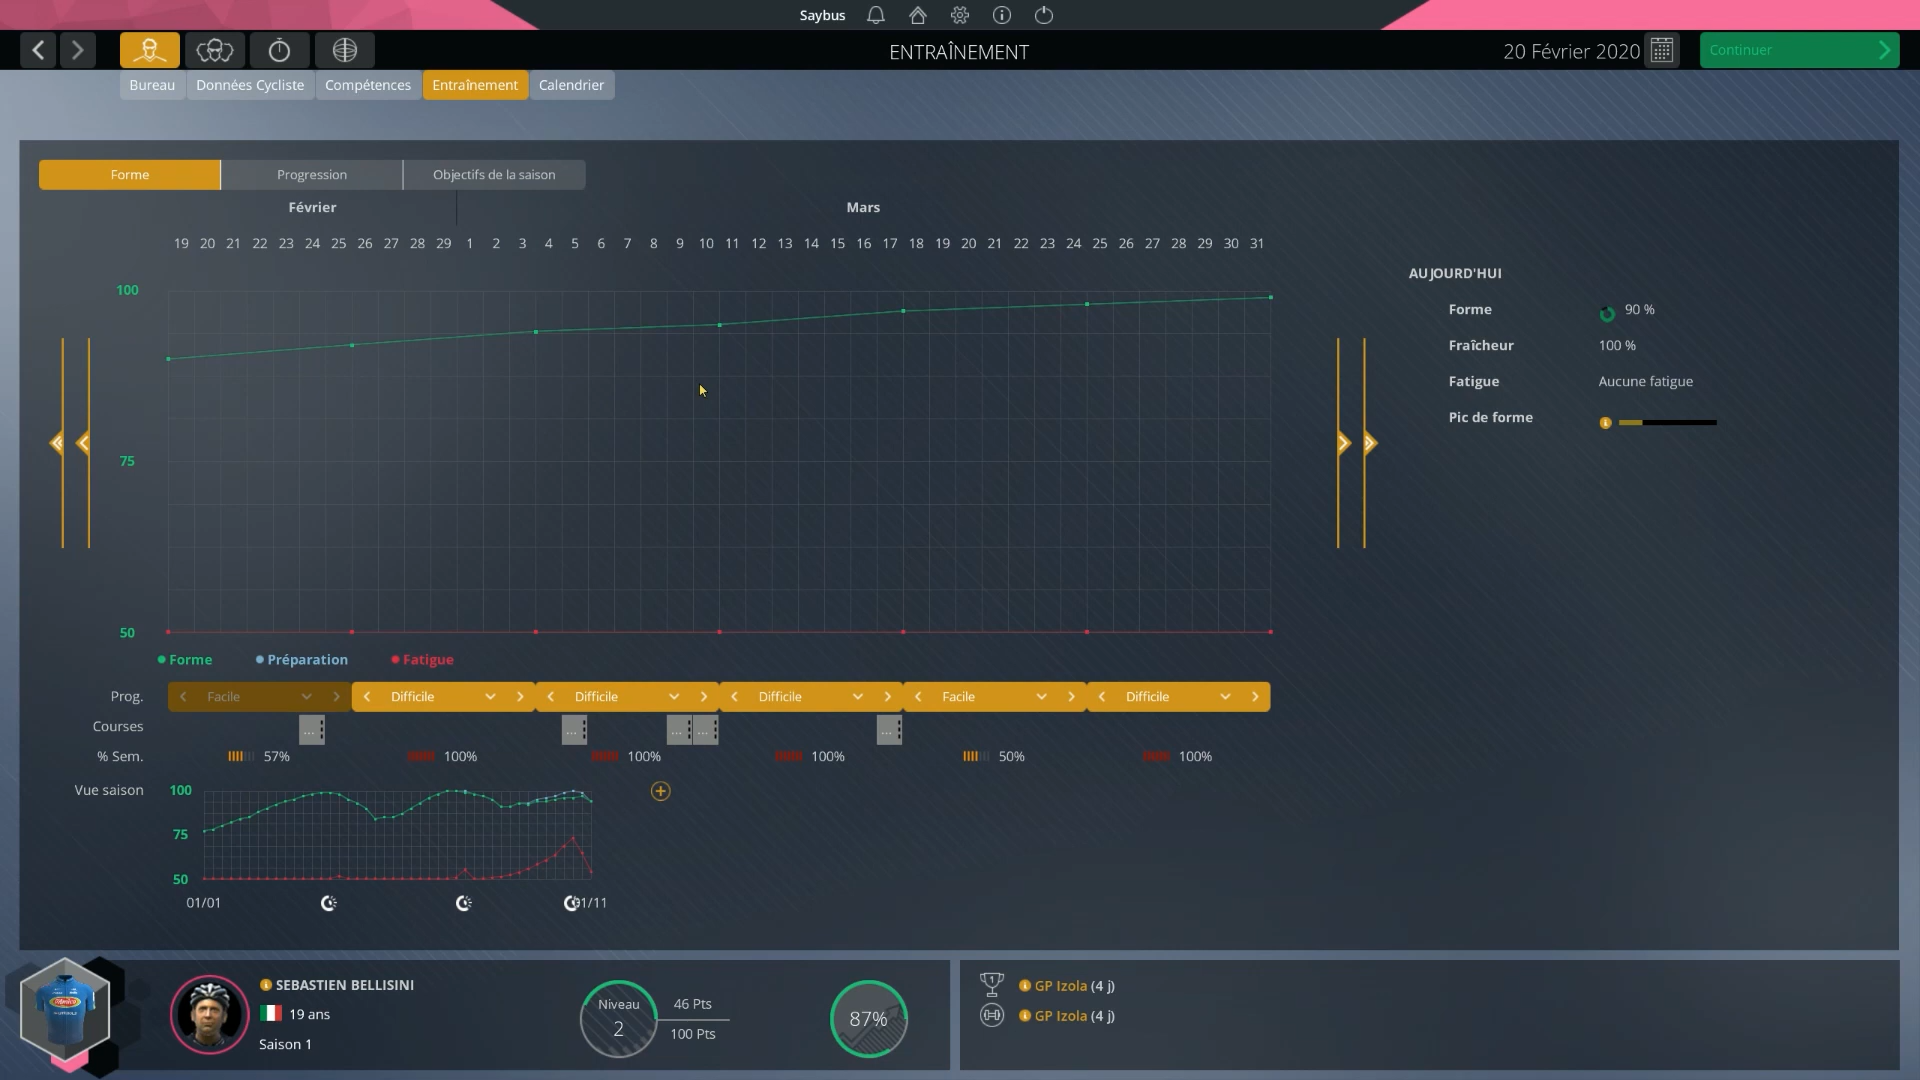 Saybus
ENTRAÎNEMENT
20 Février 2020
Continuer
Bureau Données Cycliste Compétences Entraînement Calendrier
Forme Progression Objectifs de la saison
Février Mars
19 20 21 22 23 24 25 26 27 28 29 1 2 3 4 5 6 7 8 9 10 11 12 13 14 15 16 17 18 19 20 21 22 23 24 25 26 27 28 29 30 31
100
75
50
AUJOURD'HUI
Forme 90 %
Fraîcheur 100 %
Fatigue Aucune fatigue
Pic de forme
Forme Préparation Fatigue
Prog. Facile Difficile Difficile Difficile Facile Difficile
Courses ... ... ... ... ...
% Sem. 57% 100% 100% 100% 50% 100%
Vue saison 100
75
50
01/01 01/11
SEBASTIEN BELLISINI
19 ans
Saison 1
Niveau
2
46 Pts
100 Pts
87%
GP Izola (4 j)
GP Izola (4 j)